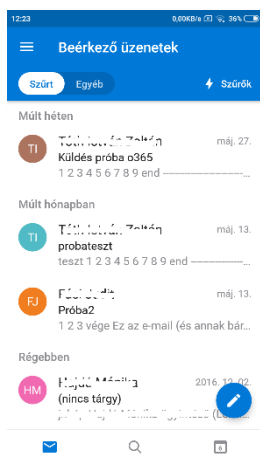 12:23 0,00KB/s 36%
Beérkező üzenetek
Szűrt Egyéb Szűrők
Múlt héten
TI máj. 27.
Küldés próba o365
1 2 3 4 5 6 7 8 9 end ---------------...
Múlt hónapban
TI máj. 13.
probateszt
teszt 1 2 3 4 5 6 7 8 9 end ---------------...
FJ máj. 13.
Próba2
1 2 3 vége Ez az e-mail (és annak bár...
Régebben
HM 2016. 12. 02.
(nincs tárgy)
6